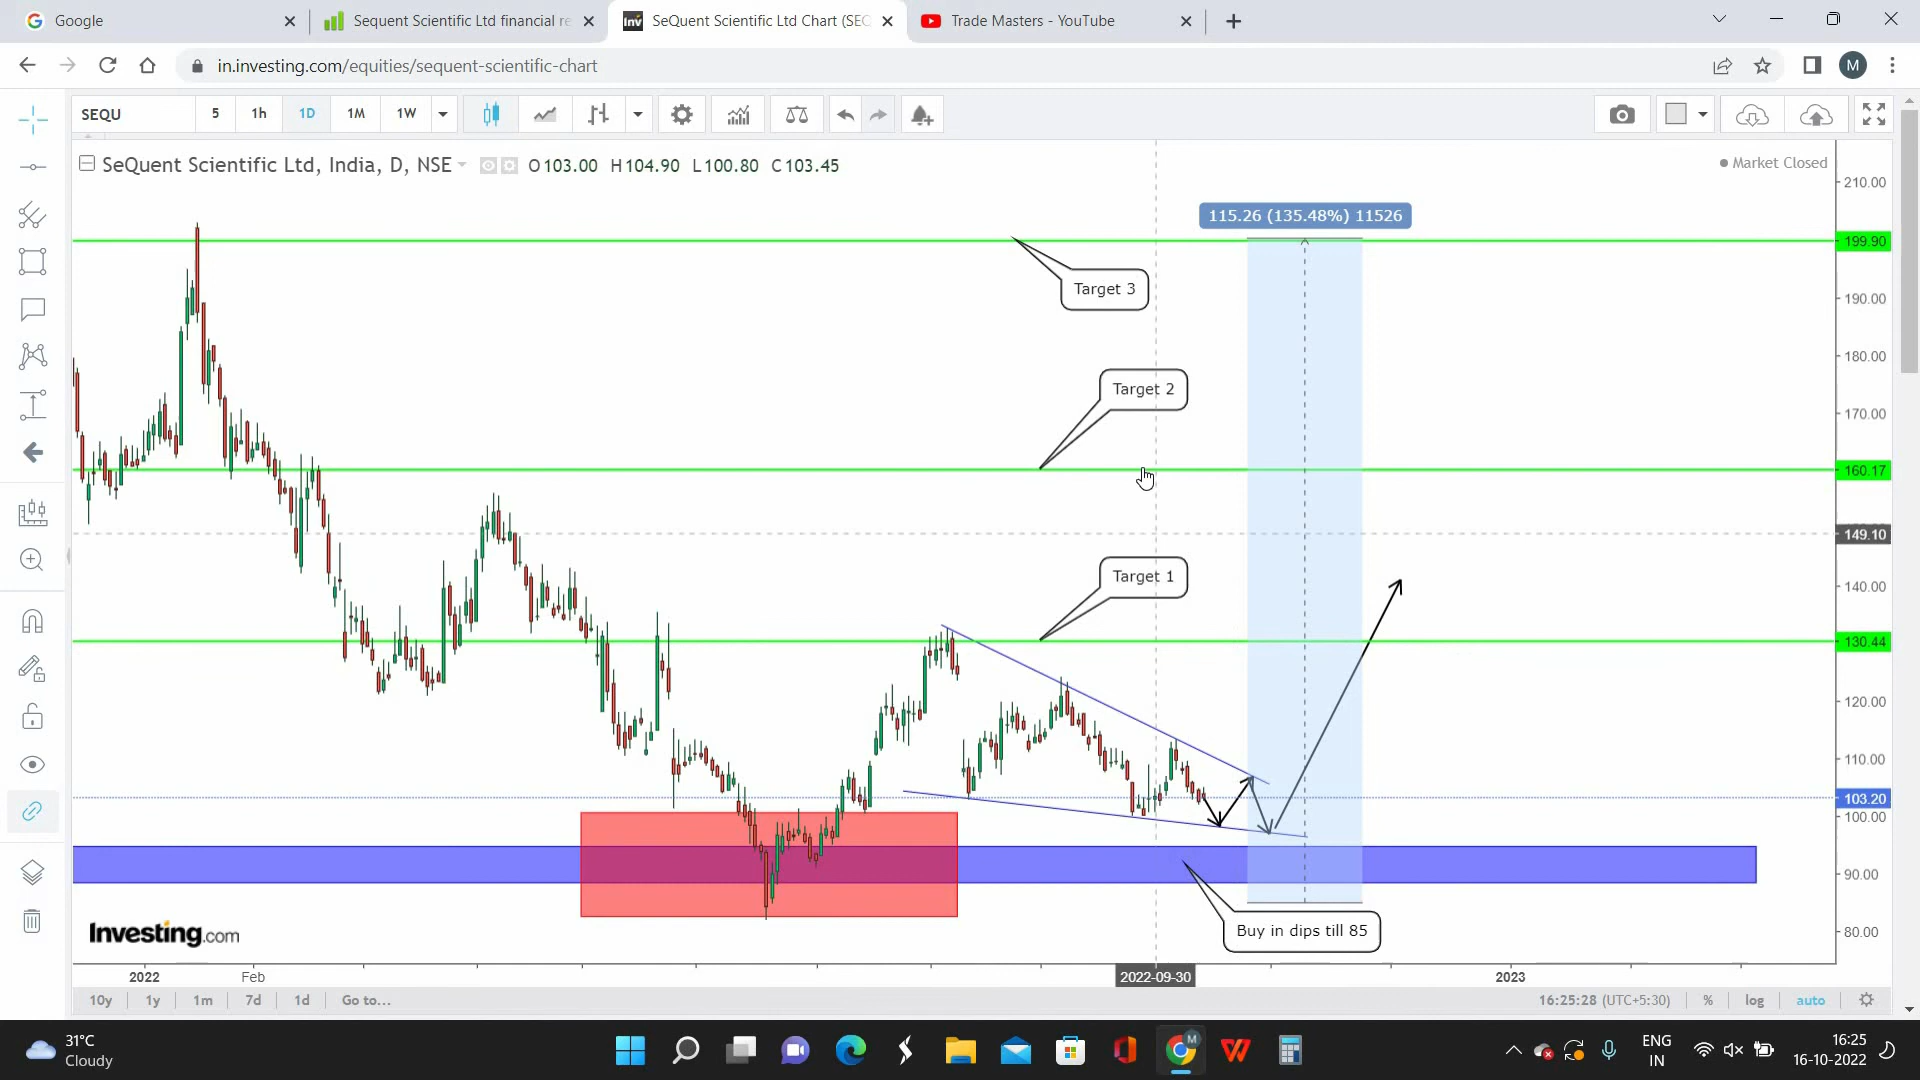 Google
Sequent Scientific Ltd financial re
Inv
SeQuent Scientific Ltd Chart (SEQ
Trade Masters - YouTube
in.investing.com/equities/sequent-scientific-chart
M
SEQU
5
1h
1D
1M
1W
SeQuent Scientific Ltd, India, D, NSE
O 103.00 H 104.90 L 100.80 C 103.45
Market Closed
210.00
115.26 (135.48%) 11526
199.90
Target 3
190.00
180.00
Target 2
170.00
160.17
149.10
Target 1
140.00
130.44
120.00
110.00
103.20
100.00
90.00
Buy in dips till 85
80.00
Investing.com
2022
Feb
2022-09-30
2023
10y
1y
1m
7d
1d
Go to...
16:25:28 (UTC+5:30)
%
log
auto
31°C
Cloudy
M
ENG
IN
16:25
16-10-2022